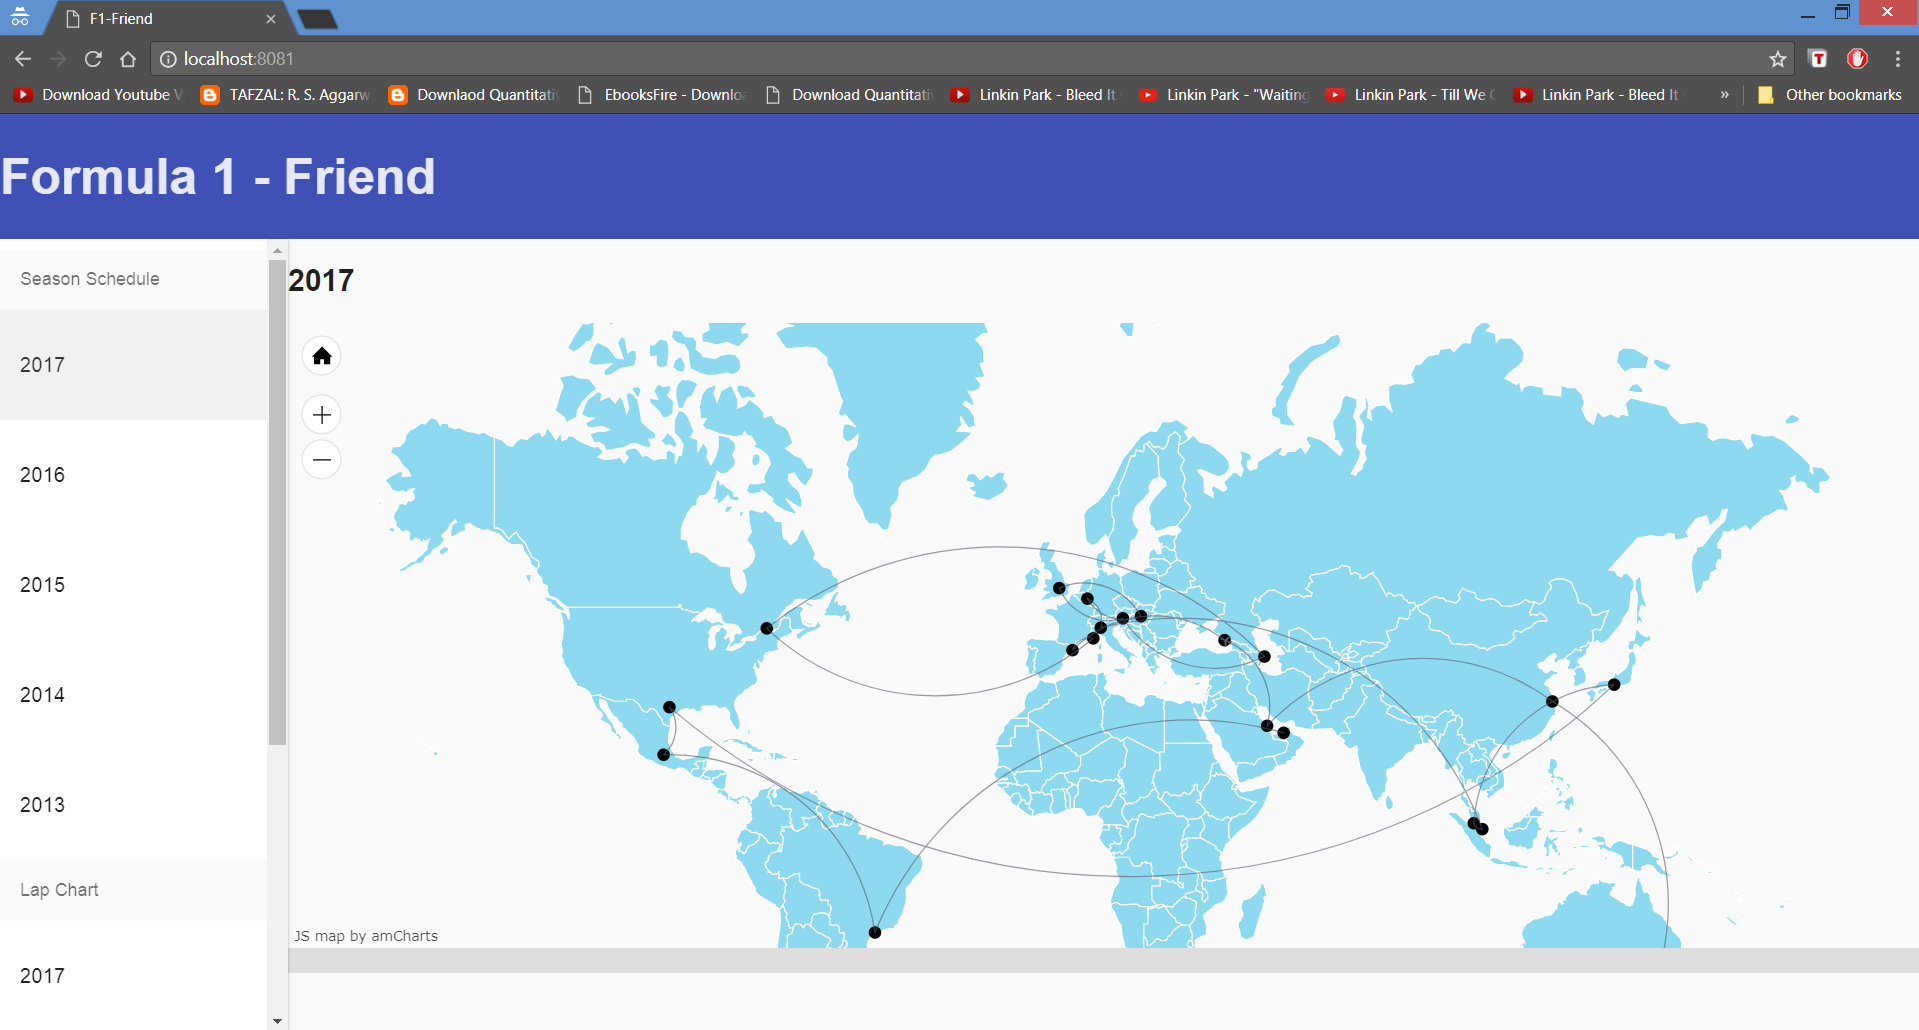 F1-Friend
localhost:8081
Download Youtube V
TAFZAL: R. S. Aggarw
Downlaod Quantitati
EbooksFire - Downlo
Download Quantitati
Linkin Park - Bleed It
Linkin Park - "Waiting
Linkin Park - Till We C
Linkin Park - Bleed It
»
Other bookmarks
Formula 1 - Friend
Season Schedule
2017
2016
2015
2014
2013
Lap Chart
2017
2017
JS map by amCharts